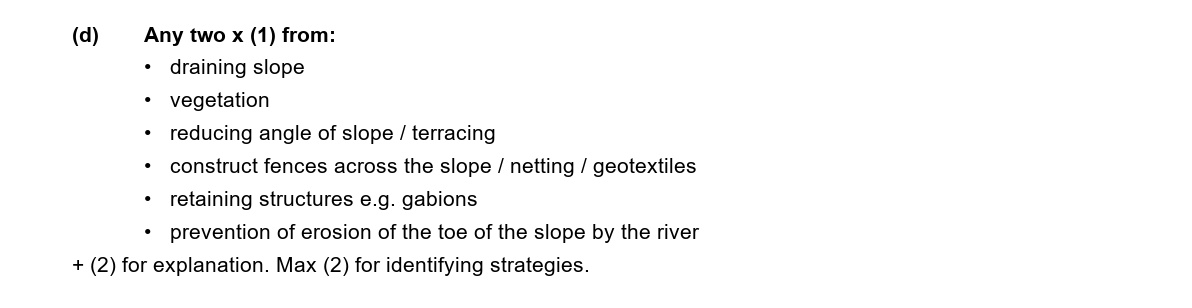 (d) Any two x (1) from:
• draining slope
• vegetation
• reducing angle of slope / terracing
• construct fences across the slope / netting / geotextiles
• retaining structures e.g. gabions
• prevention of erosion of the toe of the slope by the river
+ (2) for explanation. Max (2) for identifying strategies.